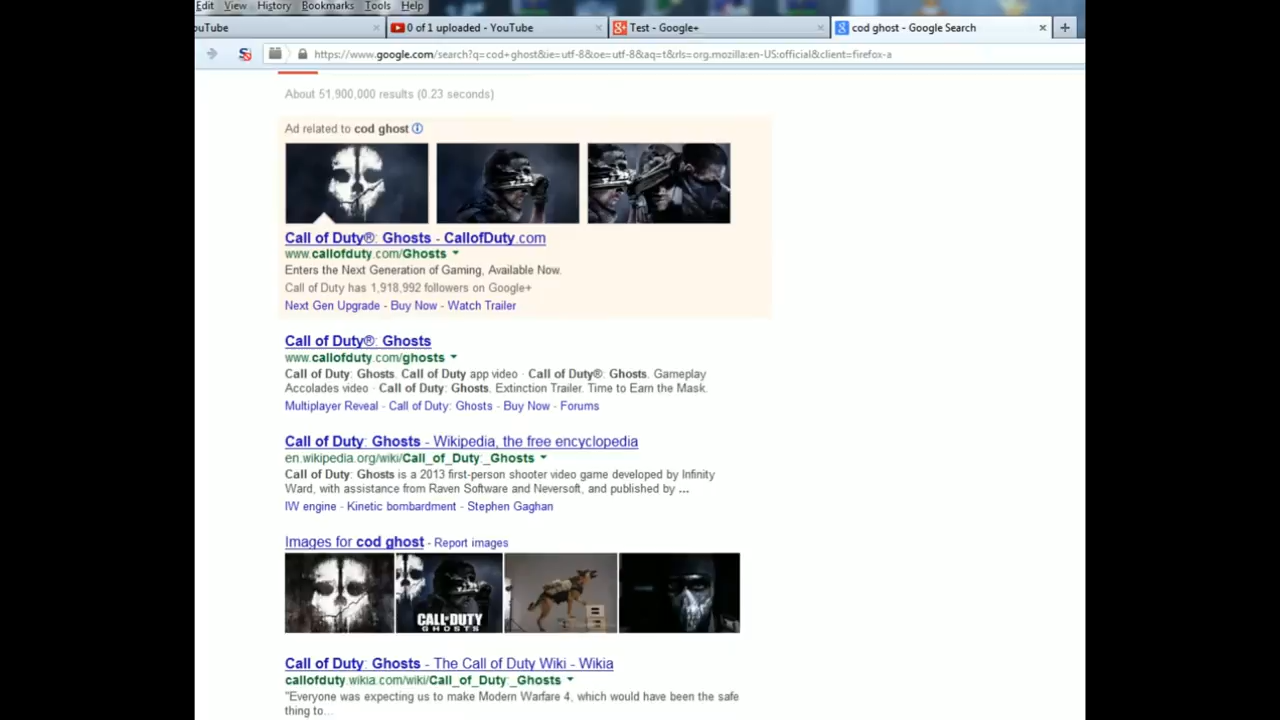 Edit View History Bookmarks Tools Help
ouTube 0 of 1 uploaded - YouTube Test - Google+ cod ghost - Google Search
https://www.google.com/search?q=cod+ghost&ie=utf-8&oe=utf-8&aq=t&rls=org.mozilla:en-US:official&client=firefox-a
About 51,900,000 results (0.23 seconds)
Ad related to cod ghost
Call of Duty®: Ghosts - CallofDuty.com
www.callofduty.com/Ghosts
Enters the Next Generation of Gaming, Available Now.
Call of Duty has 1,918,992 followers on Google+
Next Gen Upgrade - Buy Now - Watch Trailer
Call of Duty®: Ghosts
www.callofduty.com/ghosts
Call of Duty: Ghosts. Call of Duty app video · Call of Duty®: Ghosts. Gameplay
Accolades video · Call of Duty: Ghosts. Extinction Trailer. Time to Earn the Mask.
Multiplayer Reveal - Call of Duty: Ghosts - Buy Now - Forums
Call of Duty: Ghosts - Wikipedia, the free encyclopedia
en.wikipedia.org/wiki/Call_of_Duty:_Ghosts
Call of Duty: Ghosts is a 2013 first-person shooter video game developed by Infinity
Ward, with assistance from Raven Software and Neversoft, and published by ...
IW engine - Kinetic bombardment - Stephen Gaghan
Images for cod ghost - Report images
CALL OF DUTY
GHOSTS
Call of Duty: Ghosts - The Call of Duty Wiki - Wikia
callofduty.wikia.com/wiki/Call_of_Duty:_Ghosts
"Everyone was expecting us to make Modern Warfare 4, which would have been the safe
thing to...